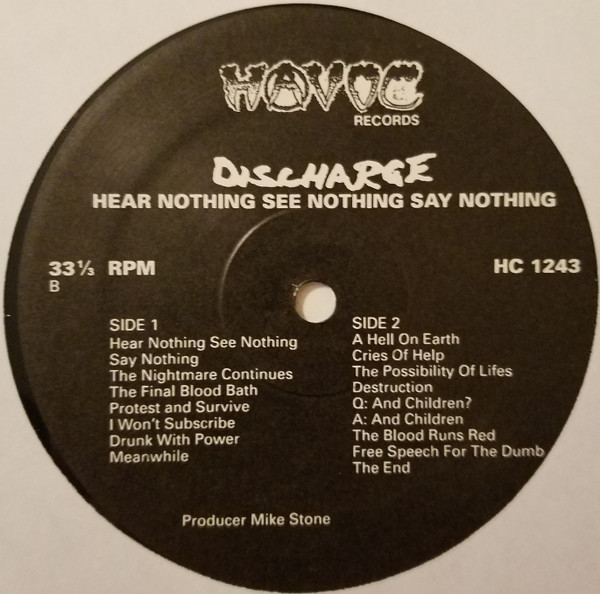 HAVOC
RECORDS
DISCHARGE
HEAR NOTHING SEE NOTHING SAY NOTHING
33⅓ RPM
B
HC 1243
SIDE 1
Hear Nothing See Nothing
Say Nothing
The Nightmare Continues
The Final Blood Bath
Protest and Survive
I Won't Subscribe
Drunk With Power
Meanwhile
SIDE 2
A Hell On Earth
Cries Of Help
The Possibility Of Lifes
Destruction
Q: And Children?
A: And Children
The Blood Runs Red
Free Speech For The Dumb
The End
Producer Mike Stone